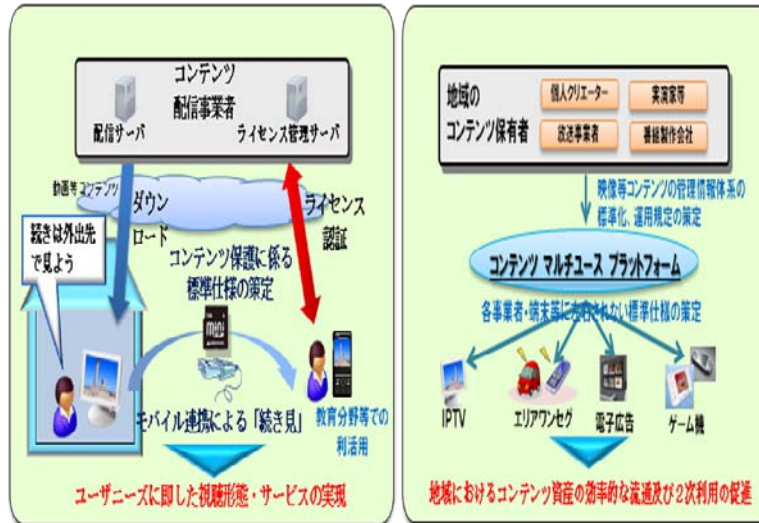 コンテンツ
配信事業者
配信サーバ
ライセンス管理サーバ
動画等コンテンツ
ダウン
ロード
ライセンス
認証
続きは外出先
で見よう
コンテンツ保護に係る
標準仕様の策定
mini
モバイル連携による「続き見」
教育分野等での
利活用
ユーザニーズに即した視聴形態・サービスの実現
地域の
コンテンツ保有者
個人クリエーター
実演家等
放送事業者
番組製作会社
映像等コンテンツの管理情報体系の
標準化、運用規定の策定
コンテンツ マルチユース プラットフォーム
各事業者・端末等に左右されない標準仕様の策定
IPTV
エリアワンセグ
電子広告
ゲーム機
地域におけるコンテンツ資産の効率的な流通及び2次利用の促進